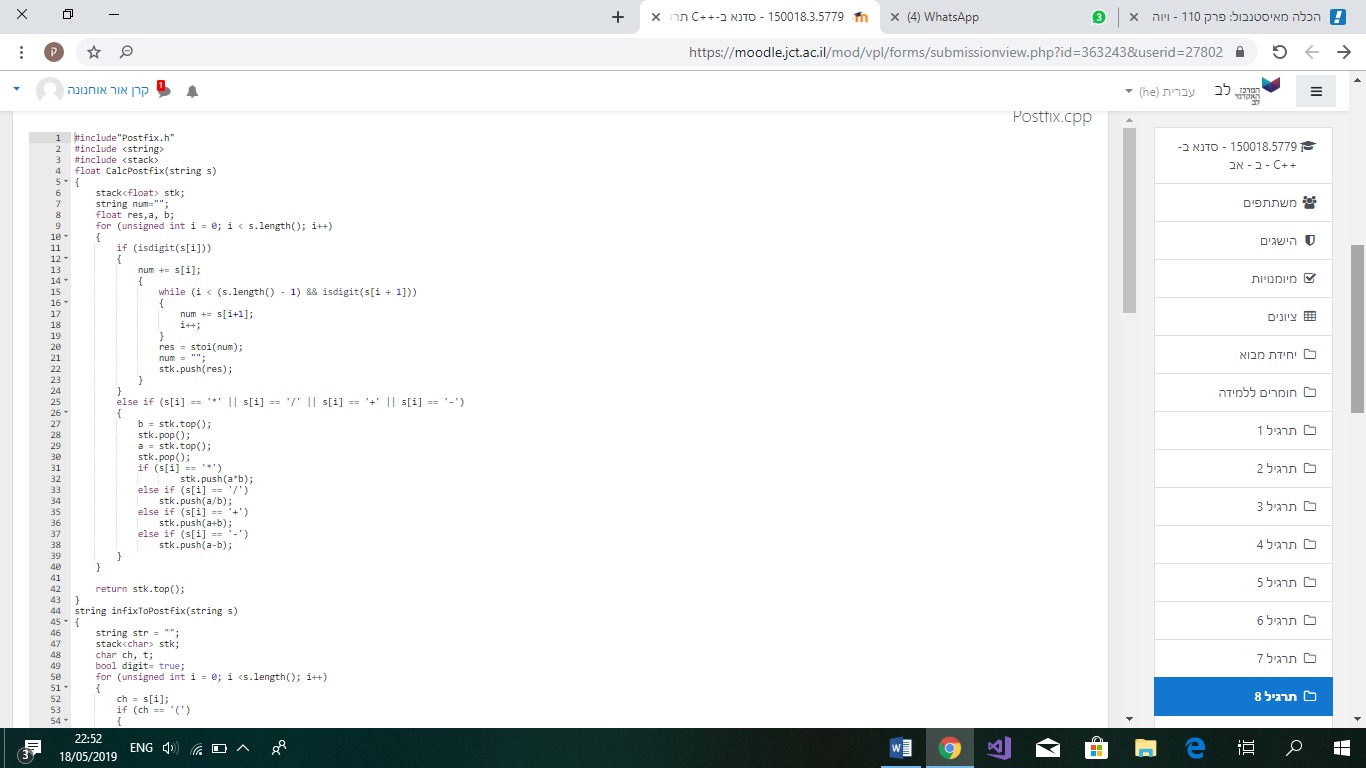 הכלה מאיסטנבול: פרק 110 - ויוה
(4) WhatsApp
3
150018.3.5779 - סדנא ב-C++ תר
https://moodle.jct.ac.il/mod/vpl/forms/submissionview.php?id=363243&userid=27802
ק
המרכז האקדמי לב
לב
עברית (he)
1
קרן אור אוחנונה
Postfix.cpp
1 #include"Postfix.h"
2 #include <string>
3 #include <stack>
4 float CalcPostfix(string s)
5 {
6 stack<float> stk;
7 string num="";
8 float res,a, b;
9 for (unsigned int i = 0; i < s.length(); i++)
10 {
11 if (isdigit(s[i]))
12 {
13 num += s[i];
14 {
15 while (i < (s.length() - 1) && isdigit(s[i + 1]))
16 {
17 num += s[i+1];
18 i++;
19 }
20 res = stoi(num);
21 num = "";
22 stk.push(res);
23 }
24 }
25 else if (s[i] == '*' || s[i] == '/' || s[i] == '+' || s[i] == '-')
26 {
27 b = stk.top();
28 stk.pop();
29 a = stk.top();
30 stk.pop();
31 if (s[i] == '*')
32 stk.push(a*b);
33 else if (s[i] == '/')
34 stk.push(a/b);
35 else if (s[i] == '+')
36 stk.push(a+b);
37 else if (s[i] == '-')
38 stk.push(a-b);
39 }
40 }
41
42 return stk.top();
43 }
44 string infixToPostfix(string s)
45 {
46 string str = "";
47 stack<char> stk;
48 char ch, t;
49 bool digit= true;
50 for (unsigned int i = 0; i <s.length(); i++)
51 {
52 ch = s[i];
53 if (ch == '(')
54 {
150018.3.5779 - סדנא ב-
C++ - ב - אב
משתתפים
הישגים
מיומנויות
ציונים
יחידת מבוא
חומרים ללמידה
תרגיל 1
תרגיל 2
תרגיל 3
תרגיל 4
תרגיל 5
תרגיל 6
תרגיל 7
תרגיל 8
3
22:52
18/05/2019
ENG